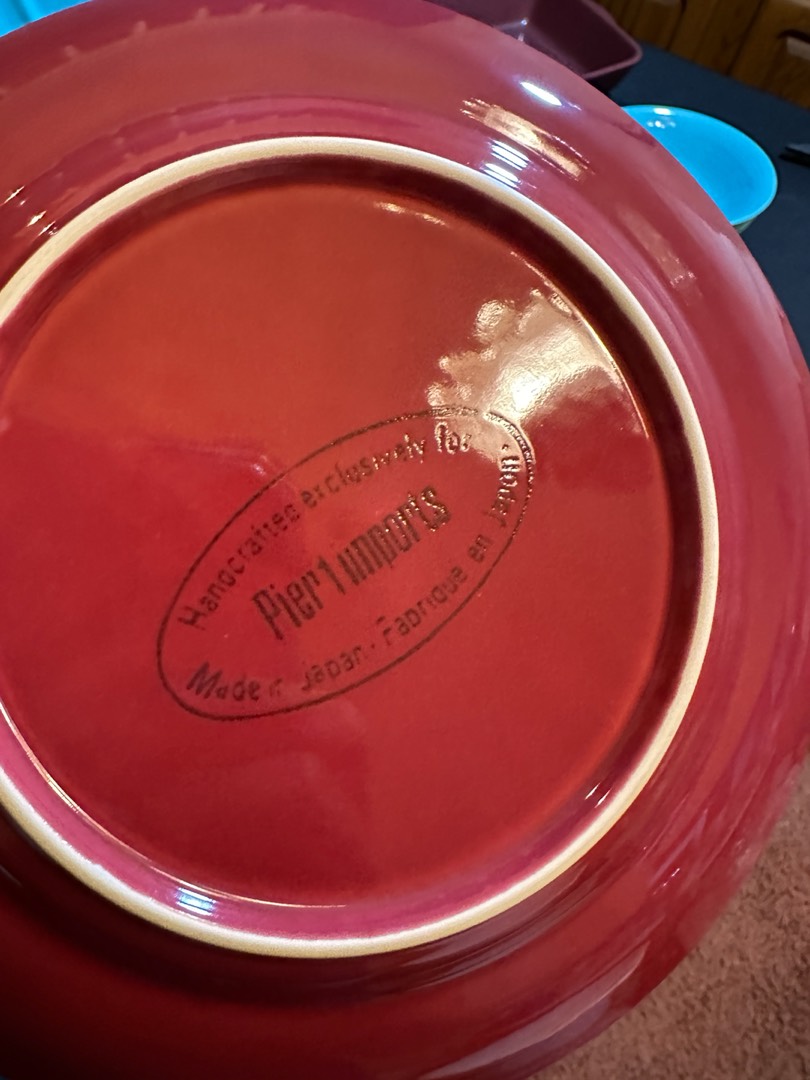 Handcrafted exclusively for
Pier 1 imports
Made in Japan · Fabriqué en Japon ·